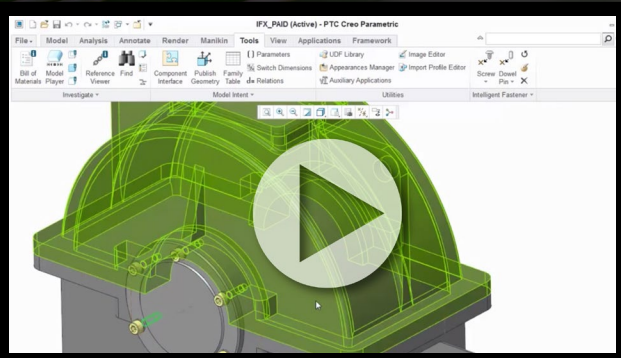 IFX_PAID (Active) - PTC Creo Parametric
File Model Analysis Annotate Render Manikin Tools View Applications Framework
Bill of Materials
Model Player
Reference Viewer
Find
Investigate
Component Interface
Publish Geometry
Family Table
{ } Parameters
Switch Dimensions
d= Relations
Model Intent
UDF Library
Appearances Manager
Auxiliary Applications
Image Editor
Import Profile Editor
Utilities
Screw
Dowel Pin
Intelligent Fastener